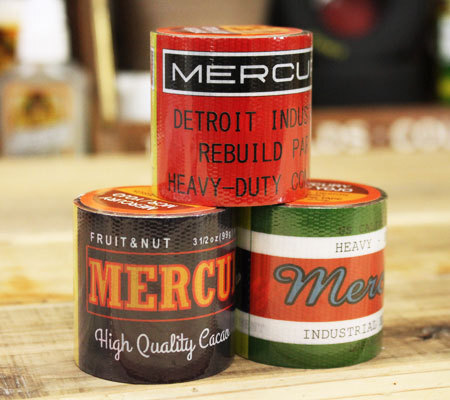 MERCU
DETROIT INDUS
REBUILD PA
HEAVY-DUTY CO
FRUIT&NUT 3 1/2 oz (99g
MERCU
High Quality Cacao
HEAVY -
Merc
INDUSTRIAL